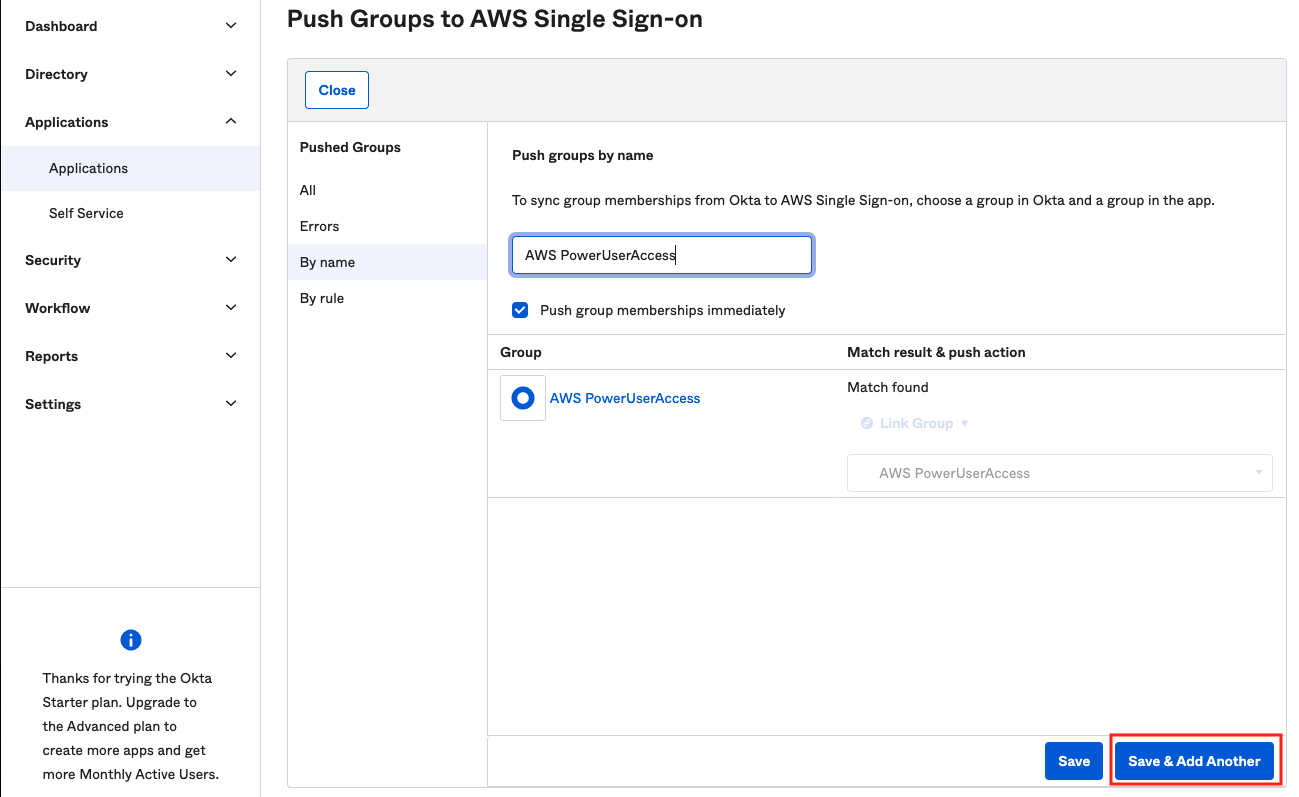 Push Groups to AWS Single Sign-on
Dashboard
Directory
Applications
Applications
Self Service
Security
Workflow
Reports
Settings
Thanks for trying the Okta
Starter plan. Upgrade to
the Advanced plan to
create more apps and get
more Monthly Active Users.
Close
Pushed Groups
All
Errors
By name
By rule
Push groups by name
To sync group memberships from Okta to AWS Single Sign-on, choose a group in Okta and a group in the app.
AWS PowerUserAccess
Push group memberships immediately
Group
Match result & push action
AWS PowerUserAccess
Match found
Link Group
AWS PowerUserAccess
Save
Save & Add Another